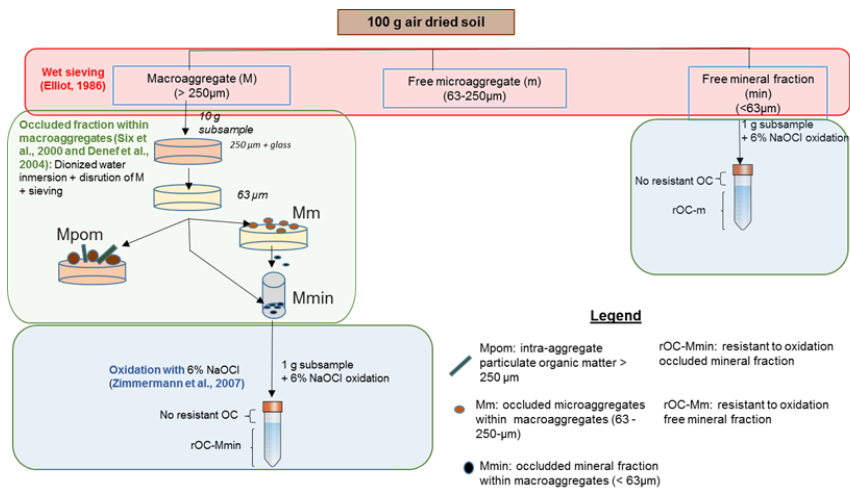 100 g air dried soil
Wet sieving
(Elliot, 1986)
Macroaggregate (M)
(> 250µm)
Free microaggregate (m)
(63-250µm)
Free mineral fraction
(min)
(<63µm)
Occluded fraction within
macroaggregates (Six
et al., 2000 and Denef et al.,
2004): Dionized water
inmersion + disrution of M
+ sieving
10 g
subsample
250 µm + glass
63 µm
Mpom
Mm
Mmin
1 g subsample
+ 6% NaOCl oxidation
No resistant OC
rOC-m
Oxidation with 6% NaOCl
(Zimmermann et al., 2007)
1 g subsample
+ 6% NaOCl oxidation
No resistant OC
rOC-Mmin
Legend
Mpom: intra-aggregate
particulate organic matter >
250 µm
rOC-Mmin: resistant to oxidation
occluded mineral fraction
Mm: occluded microaggregates
within macroaggregates (63 -
250-µm)
rOC-Mm: resistant to oxidation
free mineral fraction
Mmin: occludded mineral fraction
within macroaggregates (< 63µm)